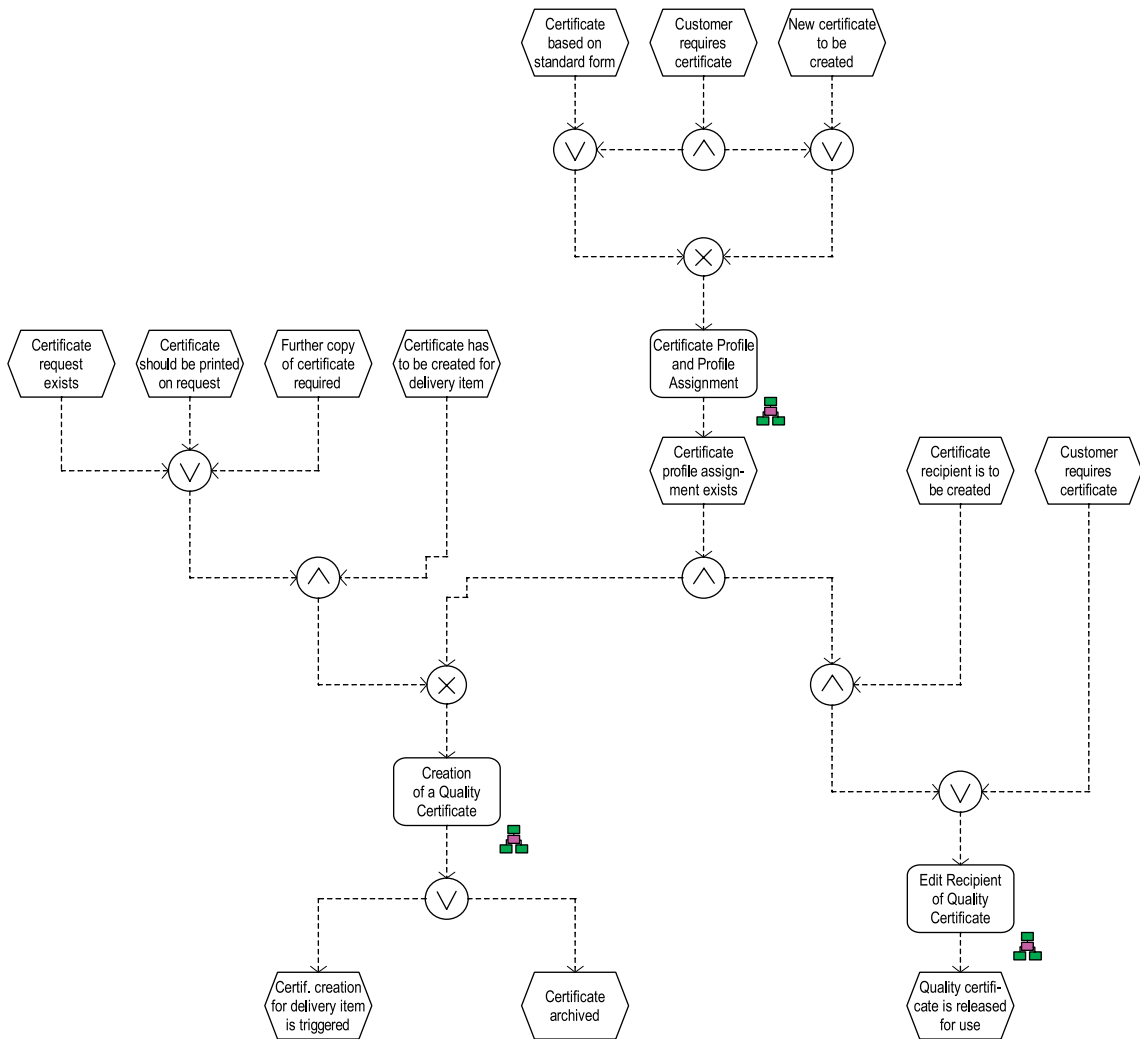 Certificate
based on
standard form
Customer
requires
certificate
New certificate
to be
created
Certificate
request
exists
Certificate
should be printed
on request
Further copy
of certificate
required
Certificate has
to be created for
delivery item
Certificate Profile
and Profile
Assignment
Certificate
profile assign-
ment exists
Certificate
recipient is to
be created
Customer
requires
certificate
Creation
of a Quality
Certificate
Edit Recipient
of Quality
Certificate
Certif. creation
for delivery item
is triggered
Certificate
archived
Quality certifi-
cate is released
for use